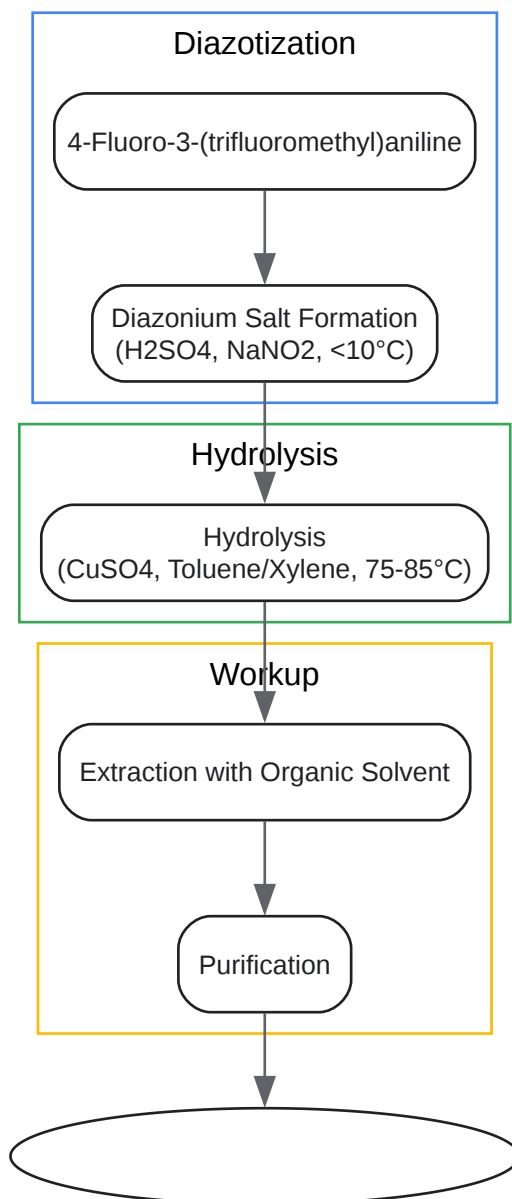 Diazotization
4-Fluoro-3-(trifluoromethyl)aniline
Diazonium Salt Formation
(H2SO4, NaNO2, <10°C)
Hydrolysis
Hydrolysis
(CuSO4, Toluene/Xylene, 75-85°C)
Workup
Extraction with Organic Solvent
Purification